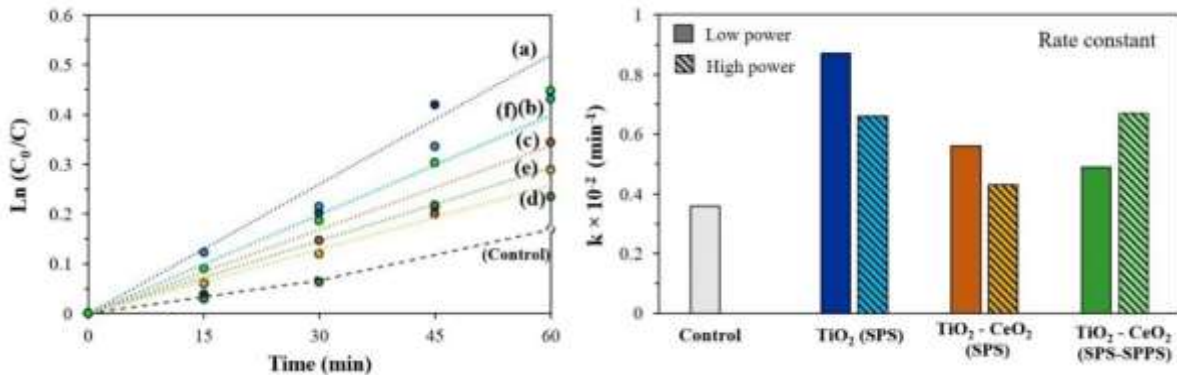 0.6
0.5
0.4
0.3
0.2
0.1
0
Ln (C₀/C)
(a)
(f)(b)
(c)
(e)
(d)
(Control)
0 15 30 45 60
Time (min)
1
0.8
0.6
0.4
0.2
0
k × 10⁻² (min⁻¹)
Low power
High power
Rate constant
Control
TiO₂ (SPS)
TiO₂ - CeO₂
(SPS)
TiO₂ - CeO₂
(SPS-SPPS)